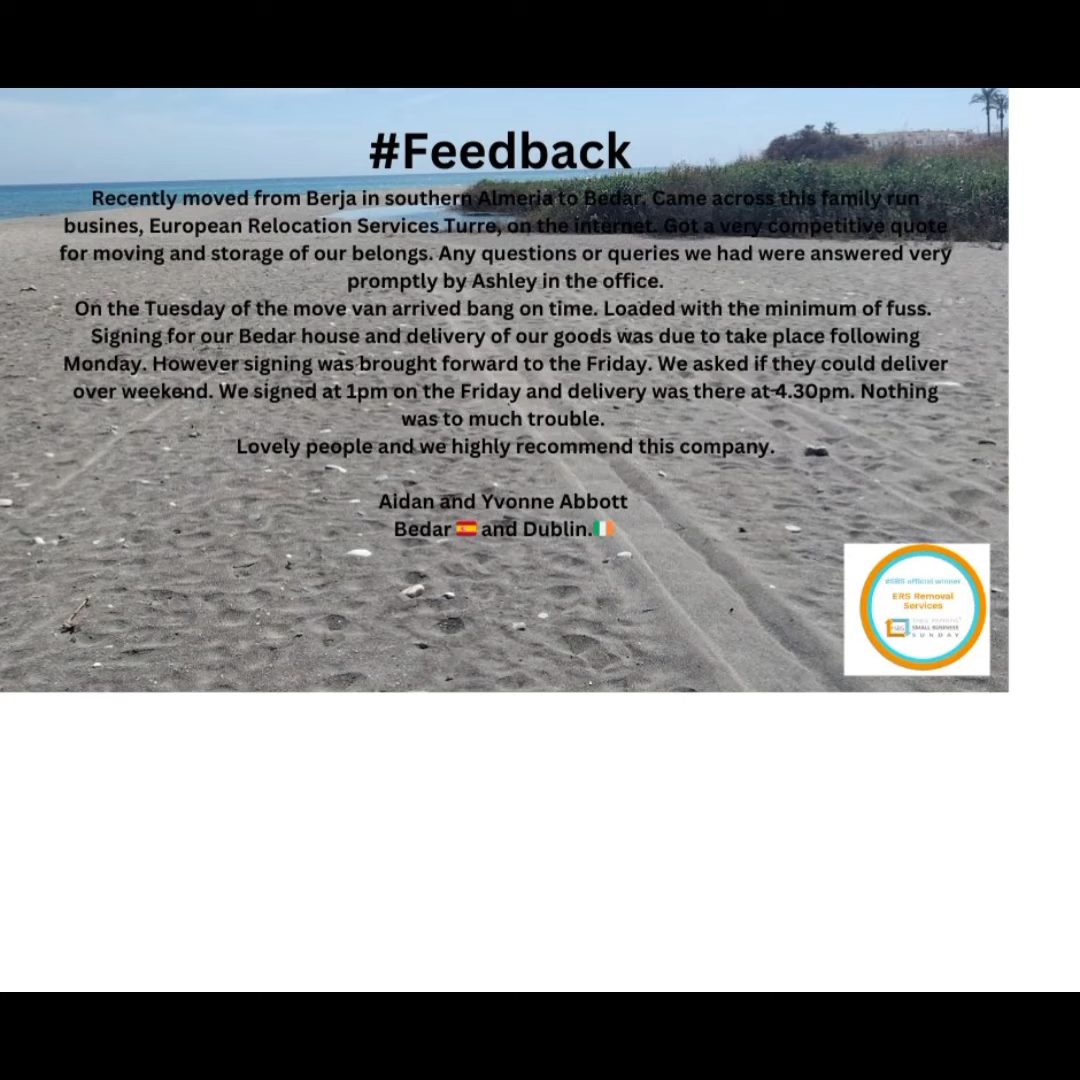 #Feedback
Recently moved from Berja in southern Almeria to Bedar. Came across this family run
busines, European Relocation Services Turre, on the internet. Got a very competitive quote
for moving and storage of our belongs. Any questions or queries we had were answered very
promptly by Ashley in the office.
On the Tuesday of the move van arrived bang on time. Loaded with the minimum of fuss.
Signing for our Bedar house and delivery of our goods was due to take place following
Monday. However signing was brought forward to the Friday. We asked if they could deliver
over weekend. We signed at 1pm on the Friday and delivery was there at 4.30pm. Nothing
was to much trouble.
Lovely people and we highly recommend this company.
Aidan and Yvonne Abbott
Bedar 🇪🇸 and Dublin.🇮🇪
#SBS official winner
ERS Removal
Services
SMALL BUSINESS
SUNDAY